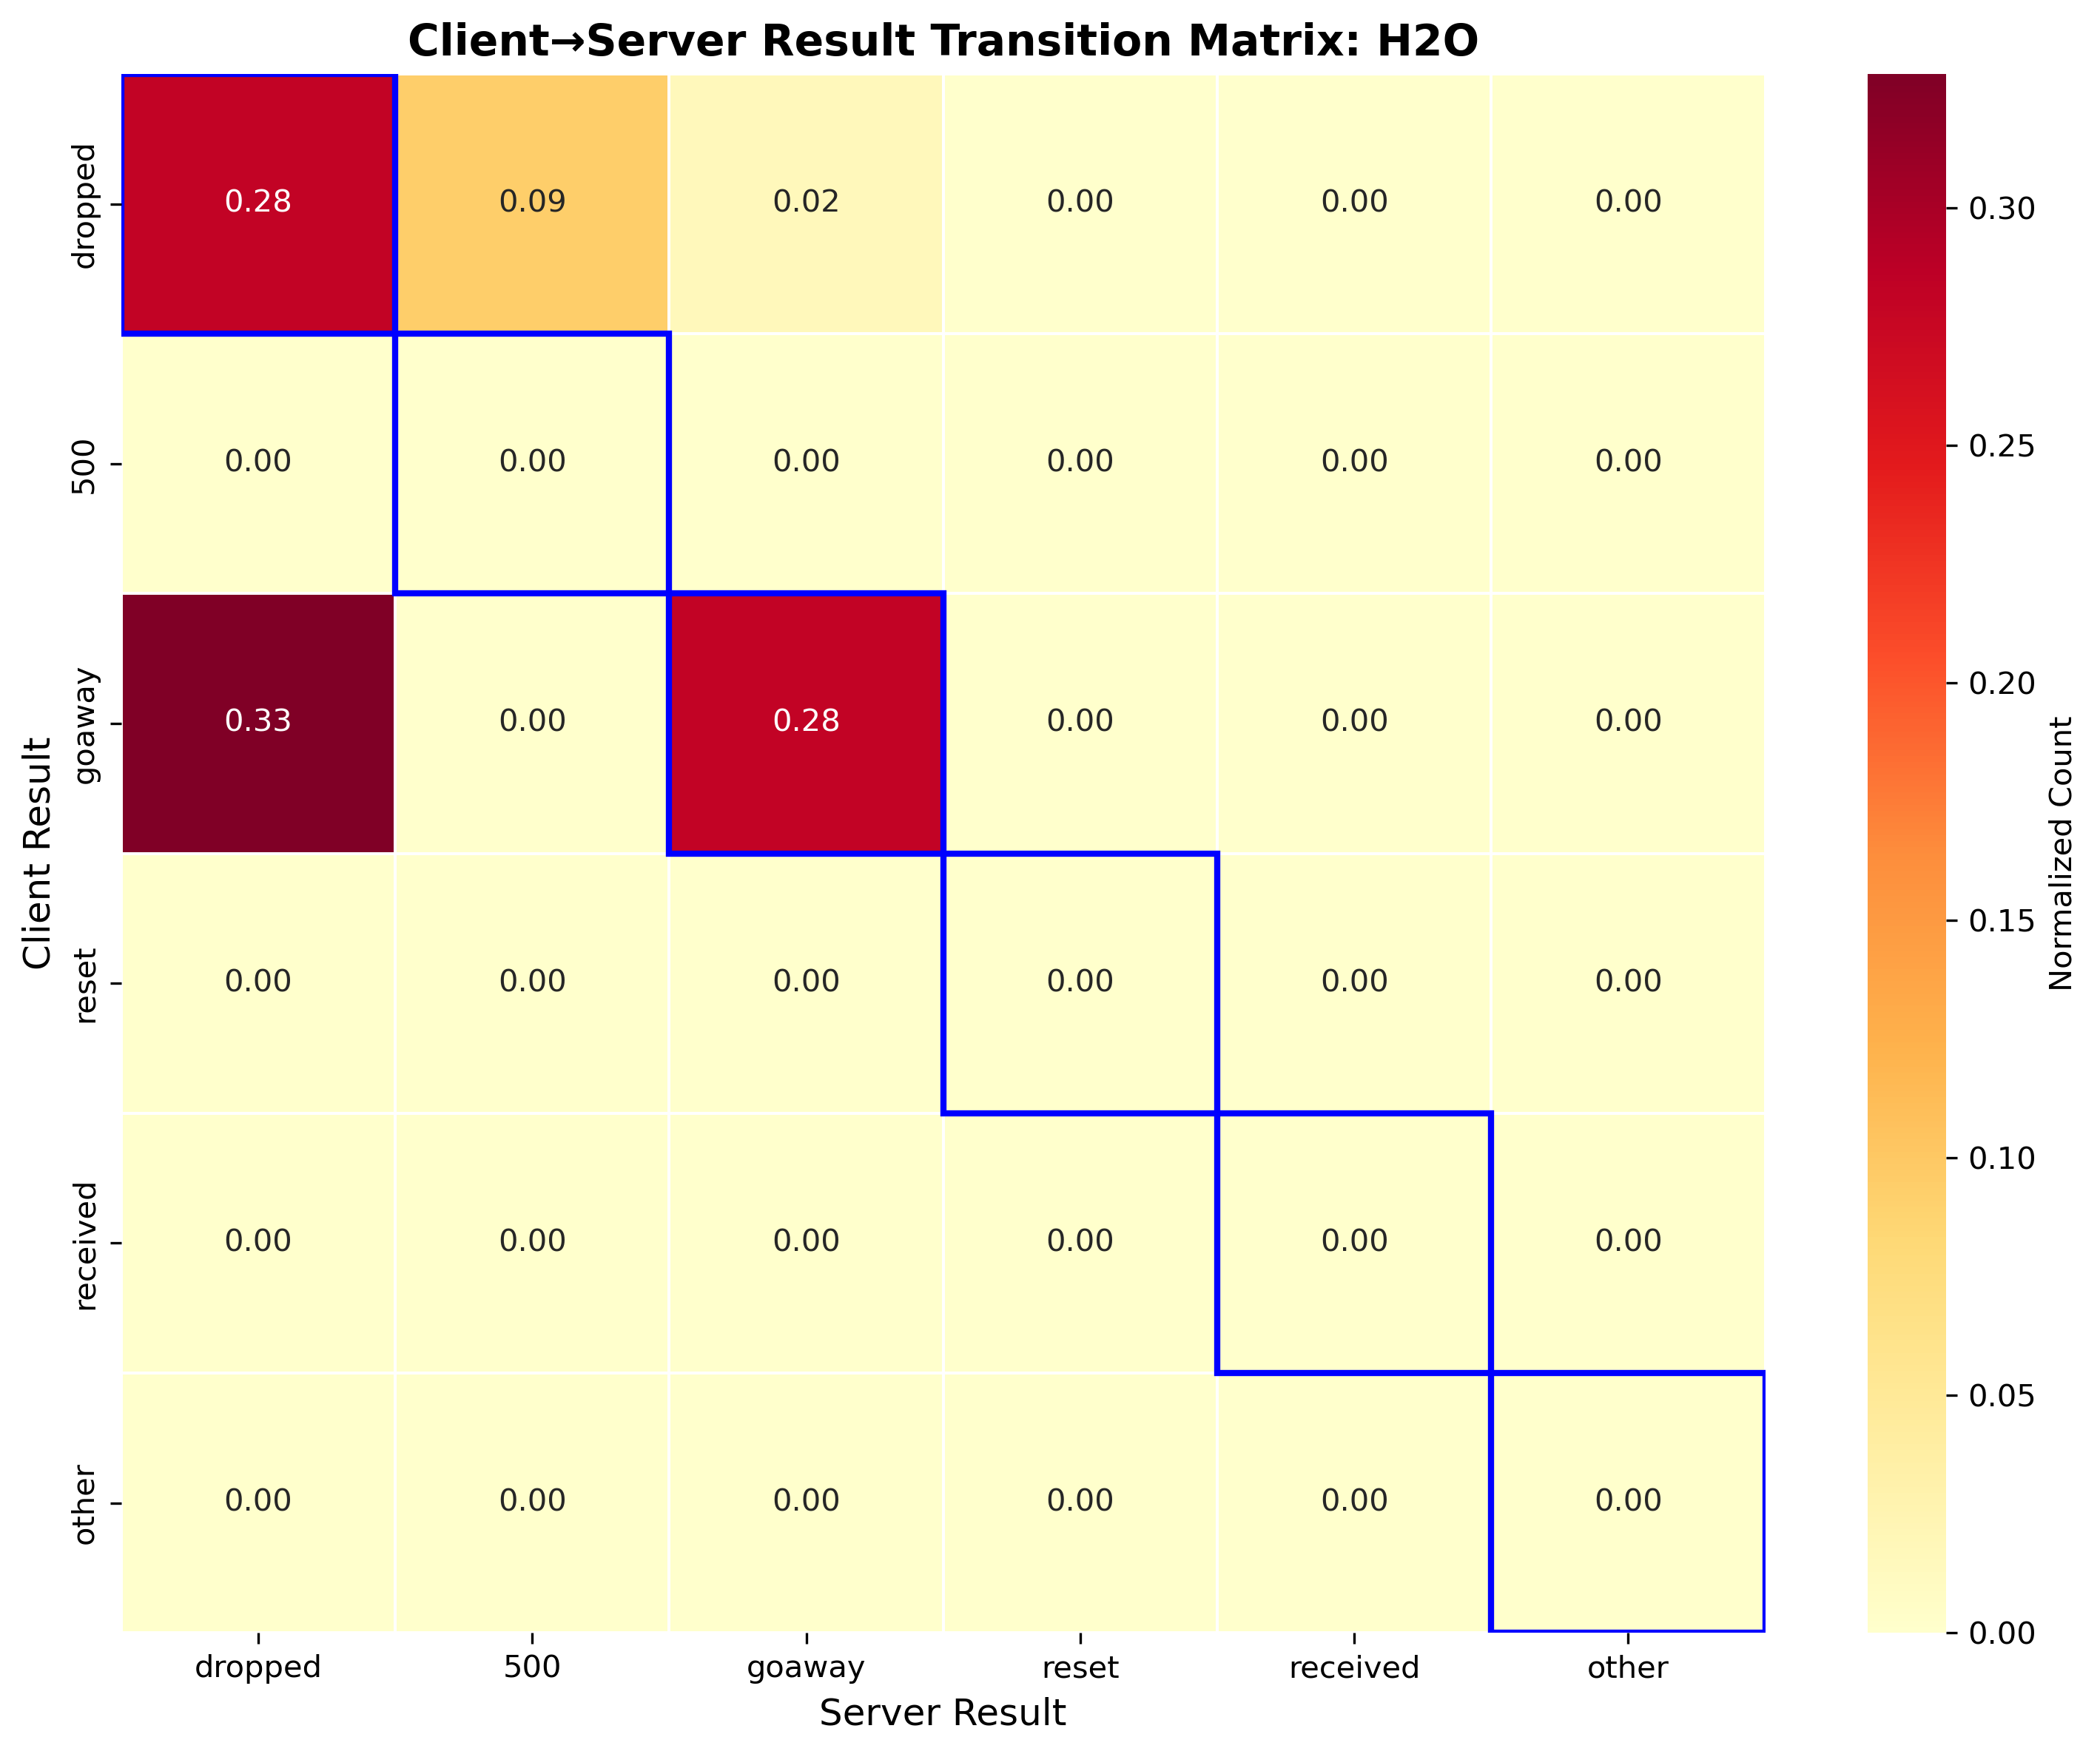 Client→Server Result Transition Matrix: H2O
dropped 0.28 0.09 0.02 0.00 0.00 0.00
500 0.00 0.00 0.00 0.00 0.00 0.00
goaway 0.33 0.00 0.28 0.00 0.00 0.00
reset 0.00 0.00 0.00 0.00 0.00 0.00
received 0.00 0.00 0.00 0.00 0.00 0.00
other 0.00 0.00 0.00 0.00 0.00 0.00
dropped 500 goaway reset received other
Server Result
Client Result
0.30
0.25
0.20
0.15
0.10
0.05
0.00
Normalized Count